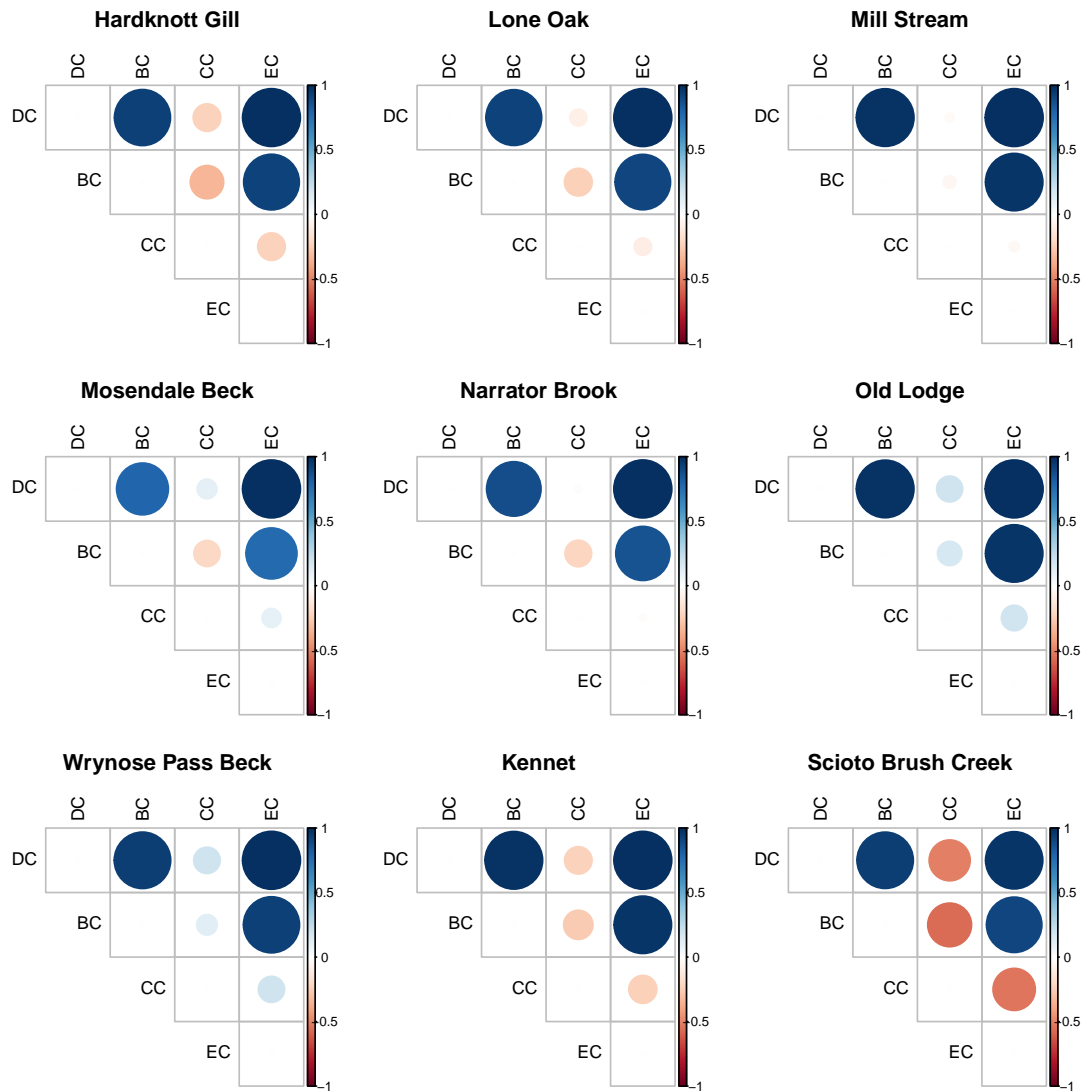 Hardknott Gill
DC BC CC EC
DC
BC
CC
EC
1
0.5
0
−0.5
−1
Lone Oak
DC BC CC EC
DC
BC
CC
EC
1
0.5
0
−0.5
−1
Mill Stream
DC BC CC EC
DC
BC
CC
EC
1
0.5
0
−0.5
−1
Mosendale Beck
DC BC CC EC
DC
BC
CC
EC
1
0.5
0
−0.5
−1
Narrator Brook
DC BC CC EC
DC
BC
CC
EC
1
0.5
0
−0.5
−1
Old Lodge
DC BC CC EC
DC
BC
CC
EC
1
0.5
0
−0.5
−1
Wrynose Pass Beck
DC BC CC EC
DC
BC
CC
EC
1
0.5
0
−0.5
−1
Kennet
DC BC CC EC
DC
BC
CC
EC
1
0.5
0
−0.5
−1
Scioto Brush Creek
DC BC CC EC
DC
BC
CC
EC
1
0.5
0
−0.5
−1